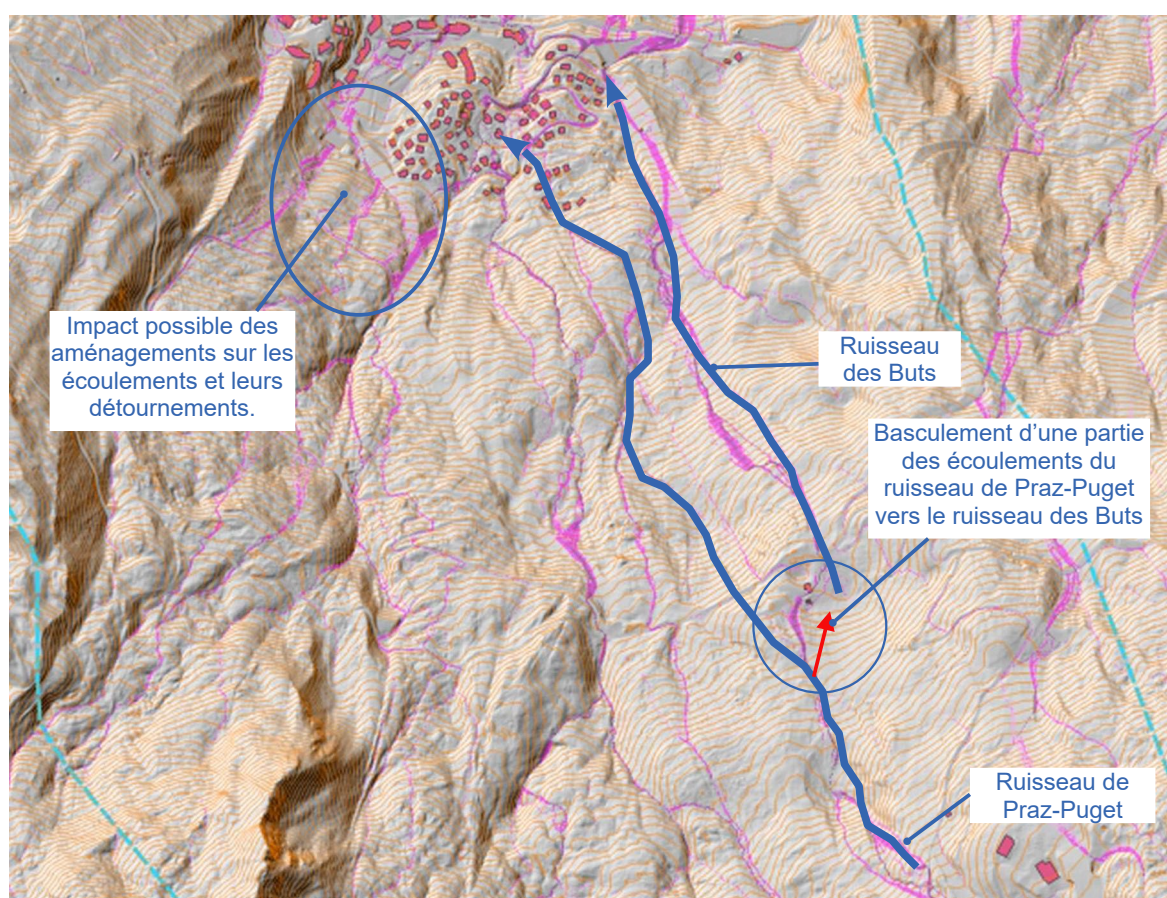 Impact possible des
aménagements sur les
écoulements et leurs
détournements.
Ruisseau
des Buts
Basculement d’une partie
des écoulements du
ruisseau de Praz-Puget
vers le ruisseau des Buts
Ruisseau de
Praz-Puget